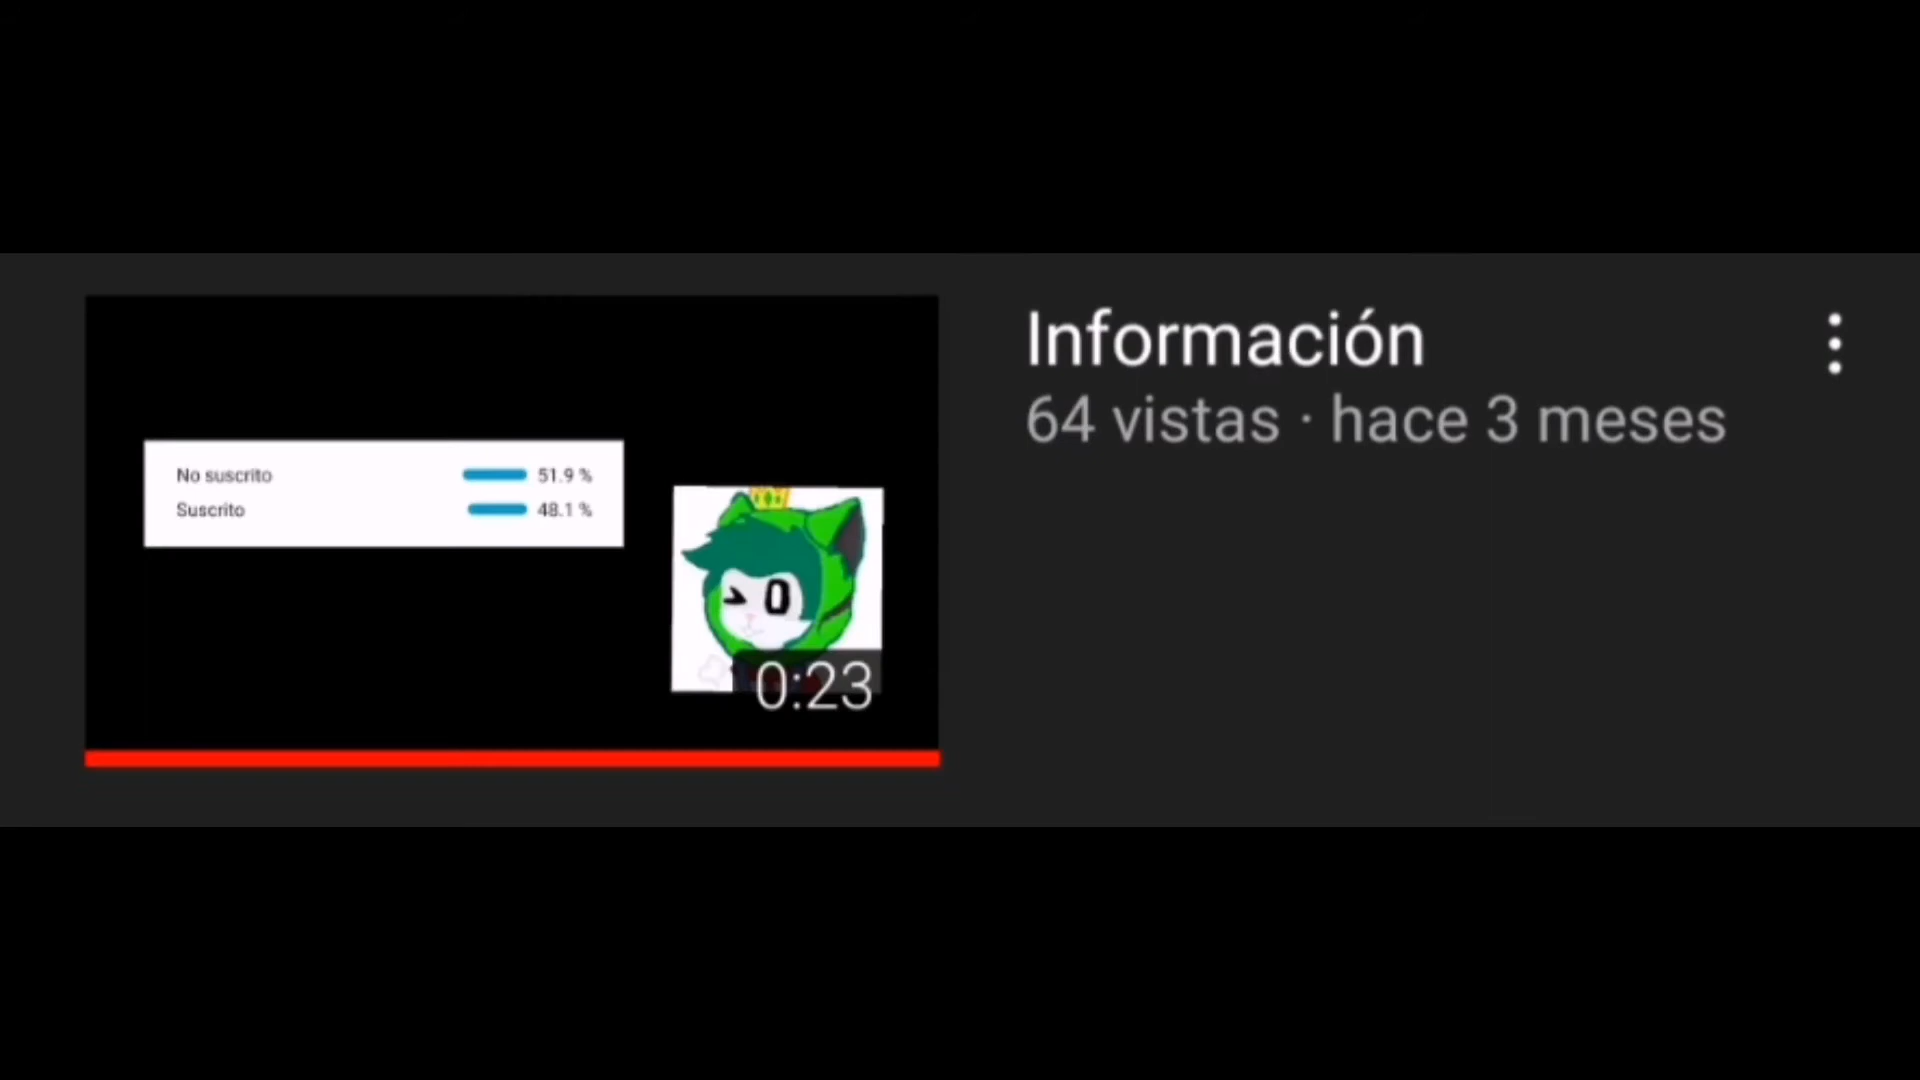 Información
64 vistas · hace 3 meses
No suscrito 51.9 %
Suscrito 48.1 %
0:23